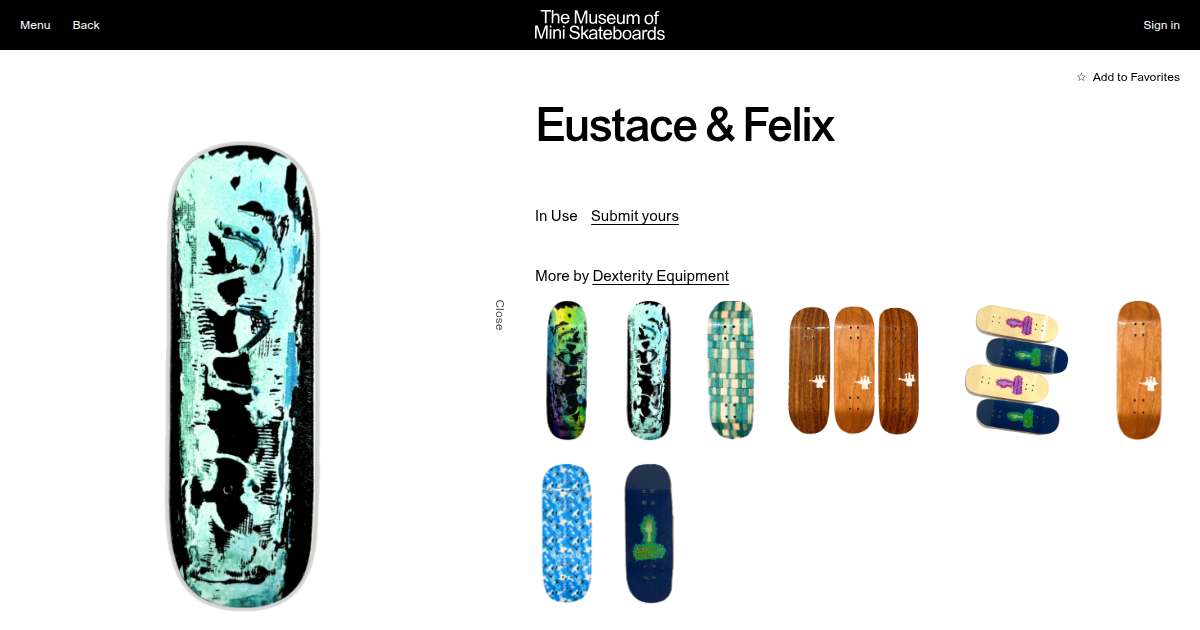 Menu
Back
The Museum of
Mini Skateboards
Sign in
☆ Add to Favorites
Eustace & Felix
In Use Submit yours
More by Dexterity Equipment
Close